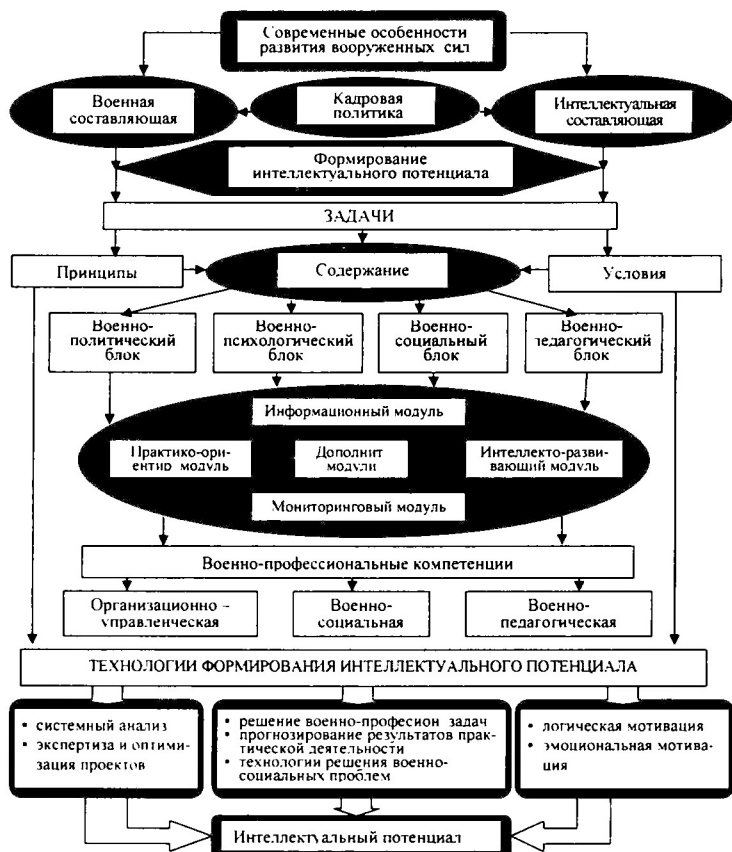 Современные особенности
развития вооруженных сил
Военная
составляющая
Кадровая
политика
Интеллектуальная
составляющая
Формирование
интеллектуального потенциала
ЗАДАЧИ
Принципы
Содержание
Условия
Военно-
политический
блок
Военно-
психологический
блок
Военно-
социальный
блок
Военно-
педагогический
блок
Информационный модуль
Практико-ори-
ентир модуль
Дополнит
модули
Интеллекто-разви-
вающий модуль
Мониторинговый модуль
Военно-профессиональные компетенции
Организационно –
управленческая
Военно-
социальная
Военно-
педагогическая
ТЕХНОЛОГИИ ФОРМИРОВАНИЯ ИНТЕЛЛЕКТУАЛЬНОГО ПОТЕНЦИАЛА
• системный анализ
• экспертиза и оптими-
зация проектов
• решение военно-професион задач
• прогнозирование результатов прак-
тической деятельности
• технологии решения военно-
социальных проблем
• логическая мотивация
• эмоциональная мотива-
ция
Интеллектуальный потенциал